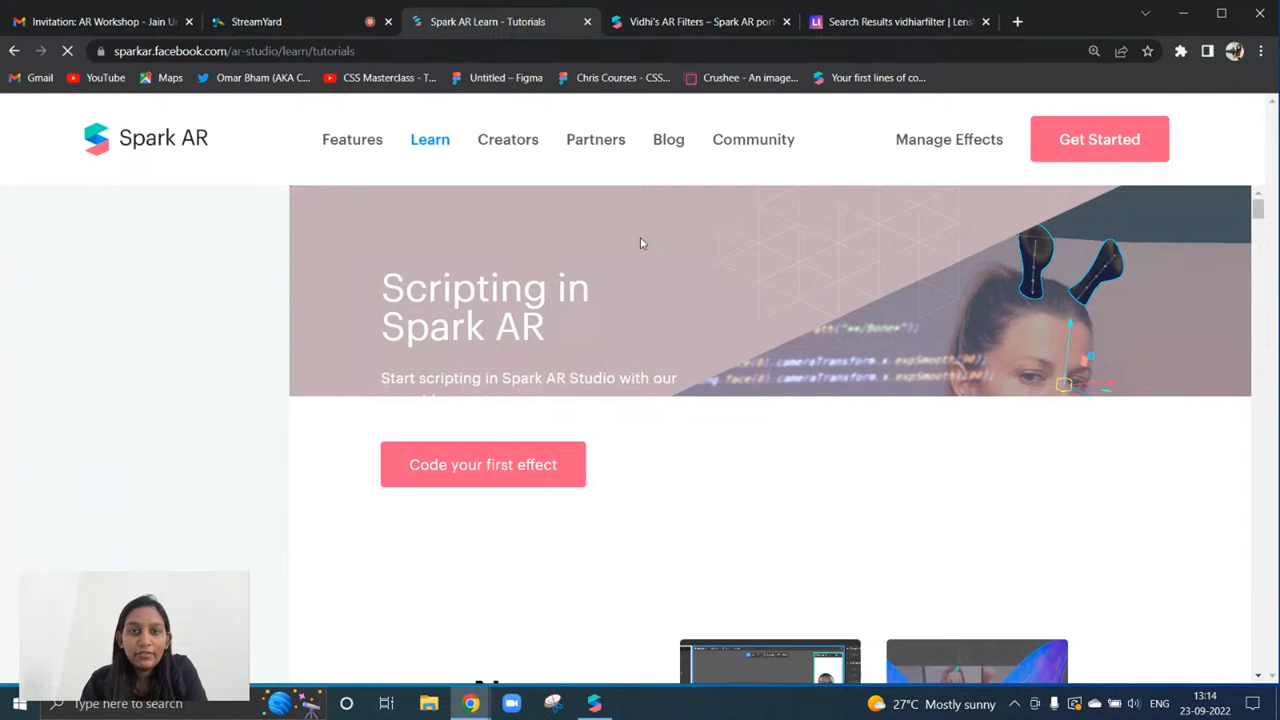 Invitation: AR Workshop - Jain U
StreamYard
Spark AR Learn - Tutorials
Vidhi's AR Filters – Spark AR port
Search Results vidhiarfilter | Lens
sparkar.facebook.com/ar-studio/learn/tutorials
Gmail
YouTube
Maps
Omar Bham (AKA C...
CSS Masterclass - T...
Untitled – Figma
Chris Courses - CSS...
Crushee - An image...
Your first lines of co...
Spark AR
Features
Learn
Creators
Partners
Blog
Community
Manage Effects
Get Started
Scripting in
Spark AR
Start scripting in Spark AR Studio with our
Code your first effect
Type here to search
27°C Mostly sunny
ENG
13:14
23-09-2022